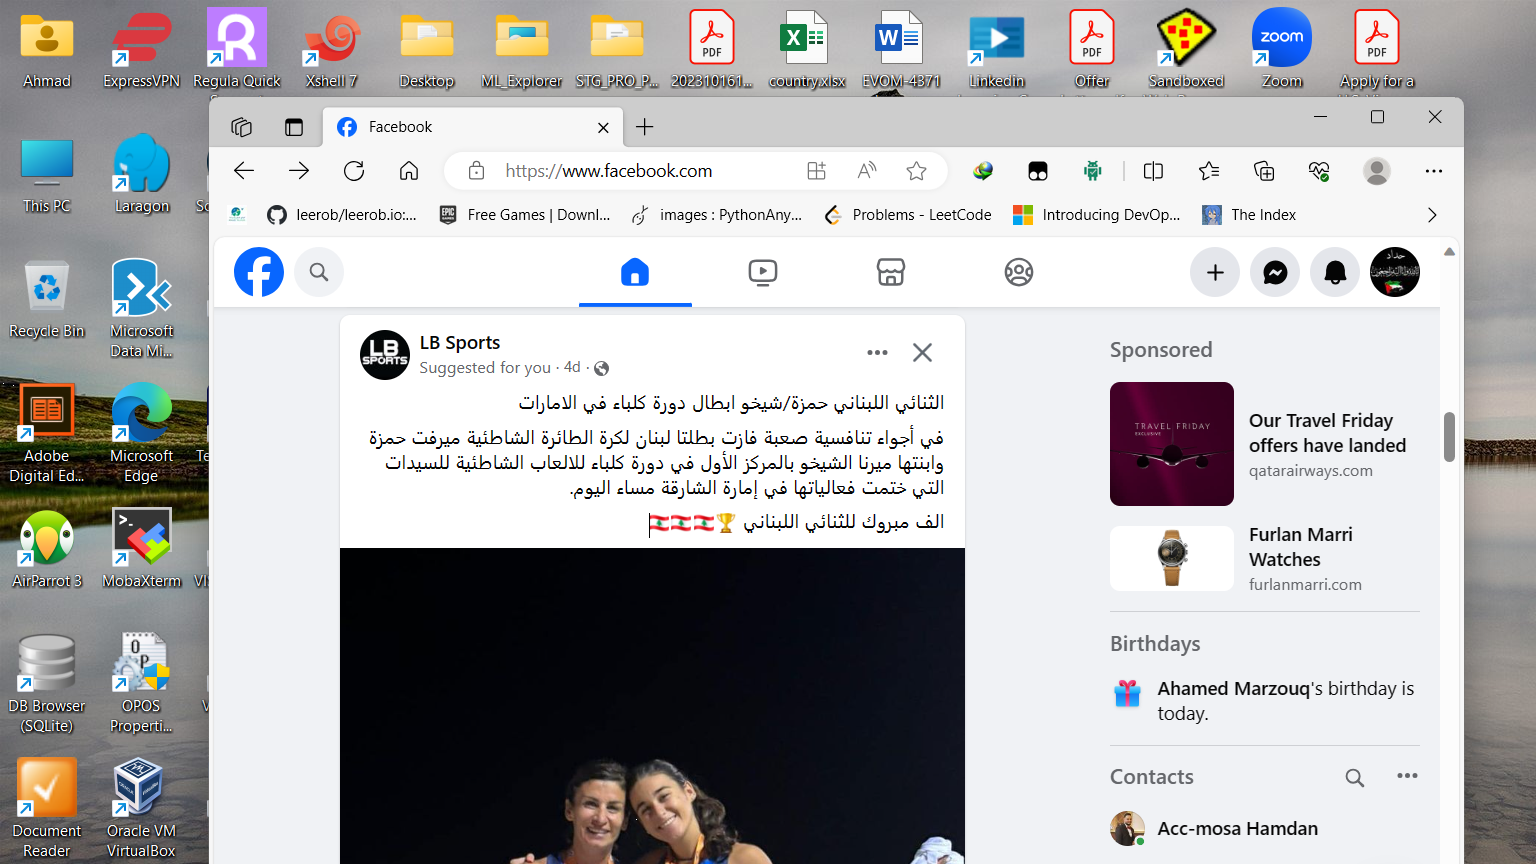 Ahmad
ExpressVPN
Regula Quick
Xshell 7
Desktop
ML_Explorer
STG_PRO_P...
202310161...
country.xlsx
EVOM-4371
Linkedin
Offer
Sandboxed
Zoom
Apply for a
This PC
Laragon
Recycle Bin
Microsoft
Data Mi...
Adobe
Digital Ed...
Microsoft
Edge
AirParrot 3
MobaXterm
DB Browser
(SQLite)
OPOS
Properti...
Document
Reader
Oracle VM
VirtualBox
Facebook
https://www.facebook.com
leerob/leerob.io:...
Free Games | Downl...
images : PythonAny...
Problems - LeetCode
Introducing DevOp...
The Index
LB Sports
Suggested for you · 4d ·
LB
SPORTS
الثنائي اللبناني حمزة/شيخو ابطال دورة كلباء في الامارات
في أجواء تنافسية صعبة فازت بطلتا لبنان لكرة الطائرة الشاطئية ميرفت حمزة
وابنتها ميرنا الشيخو بالمركز الأول في دورة كلباء للالعاب الشاطئية للسيدات
التي ختمت فعالياتها في إمارة الشارقة مساء اليوم.
الف مبروك للثنائي اللبناني 🏆🇱🇧🇱🇧🇱🇧
Sponsored
TRAVEL FRIDAY
EXCLUSIVE
Our Travel Friday
offers have landed
qatarairways.com
Furlan Marri
Watches
furlanmarri.com
Birthdays
Ahamed Marzouq's birthday is
today.
Contacts
Acc-mosa Hamdan